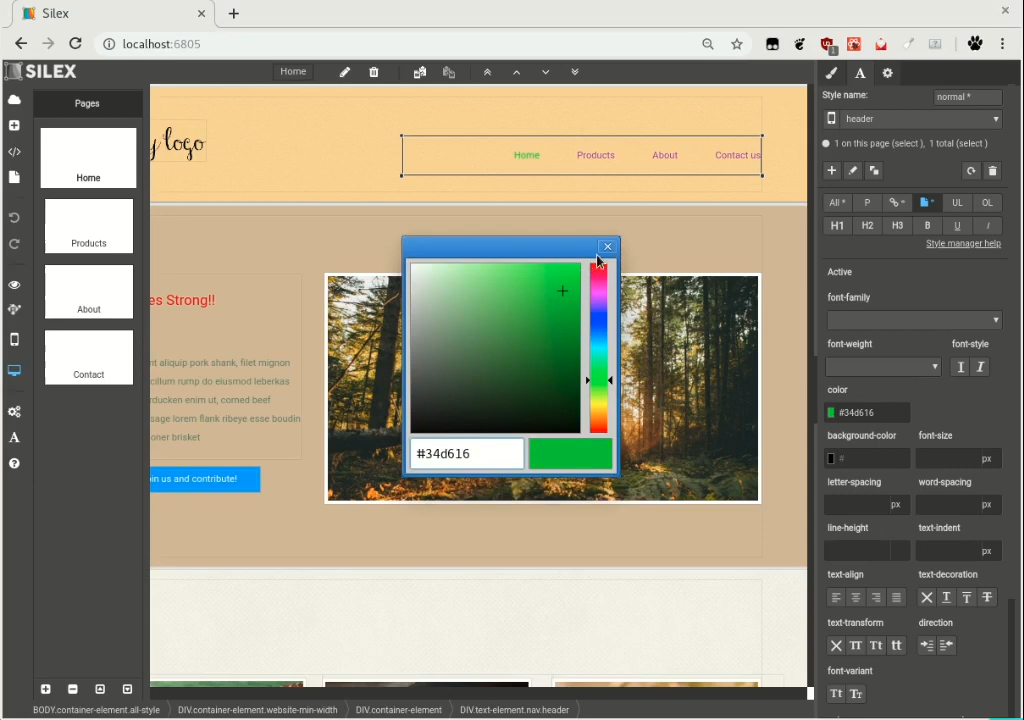 Silex
localhost:6805
1
SILEX
Home
Pages
Home
Products
About
Contact
y logo
Home Products About Contact us
es Strong!!
nt aliquip pork shank, filet mignon
cillum rump do eiusmod leberkas
rducken enim ut, corned beef
sage lorem flank ribeye esse boudin
oner brisket
oin us and contribute!
#34d616
Style name: normal *
header
1 on this page (select ), 1 total (select )
All * P * * UL OL
H1 H2 H3 B U I
Style manager help
Active
font-family
font-weight font-style
I I
color
#34d616
background-color font-size
# px
letter-spacing word-spacing
px px
line-height text-indent
px
text-align text-decoration
T T T
text-transform direction
TT Tt tt
font-variant
Tt Tt
BODY.container-element.all-style DIV.container-element.website-min-width DIV.container-element DIV.text-element.nav.header